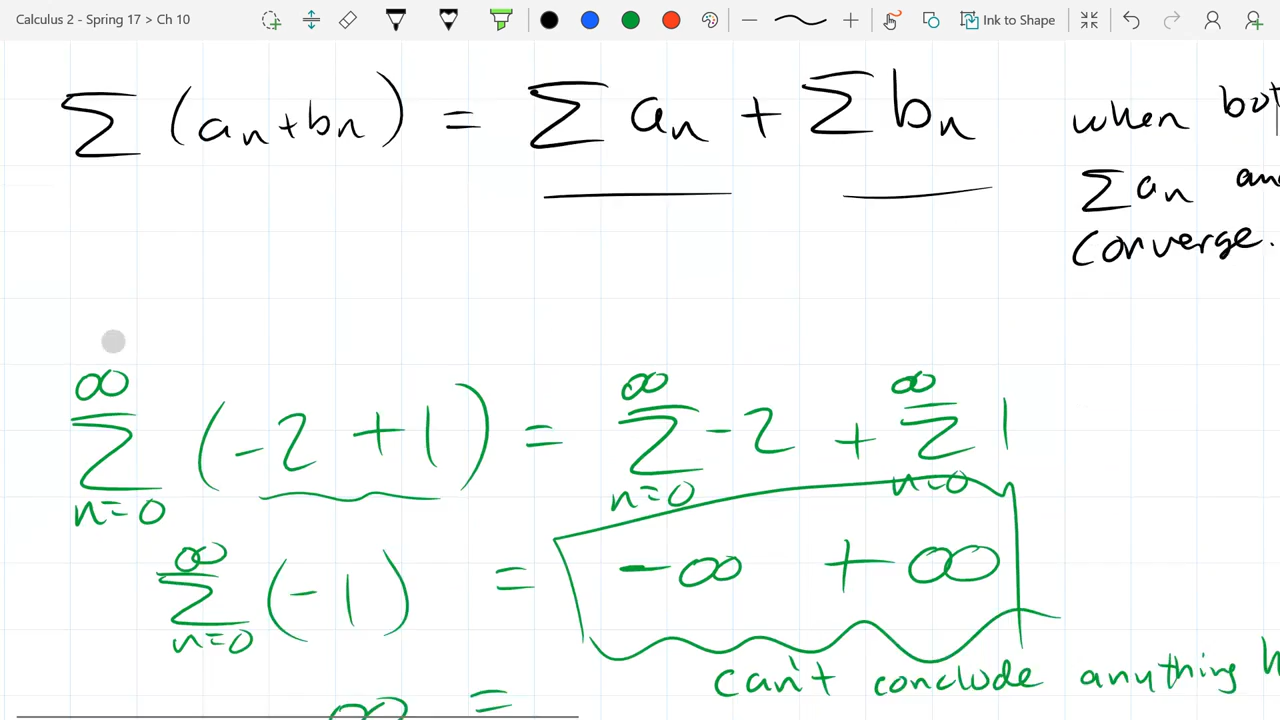 Calculus 2 - Spring 17 > Ch 10
Ink to Shape
∑ (aₙ+bₙ) = ∑ aₙ + ∑ bₙ when bot
∑ aₙ an
converge.
∞ ∞ ∞
∑ (-2 +1) = ∑ -2 + ∑ 1
n=0 n=0 n=0
∞
∑ (-1) = -∞ +∞
n=0
can't conclude anything h
∞ =